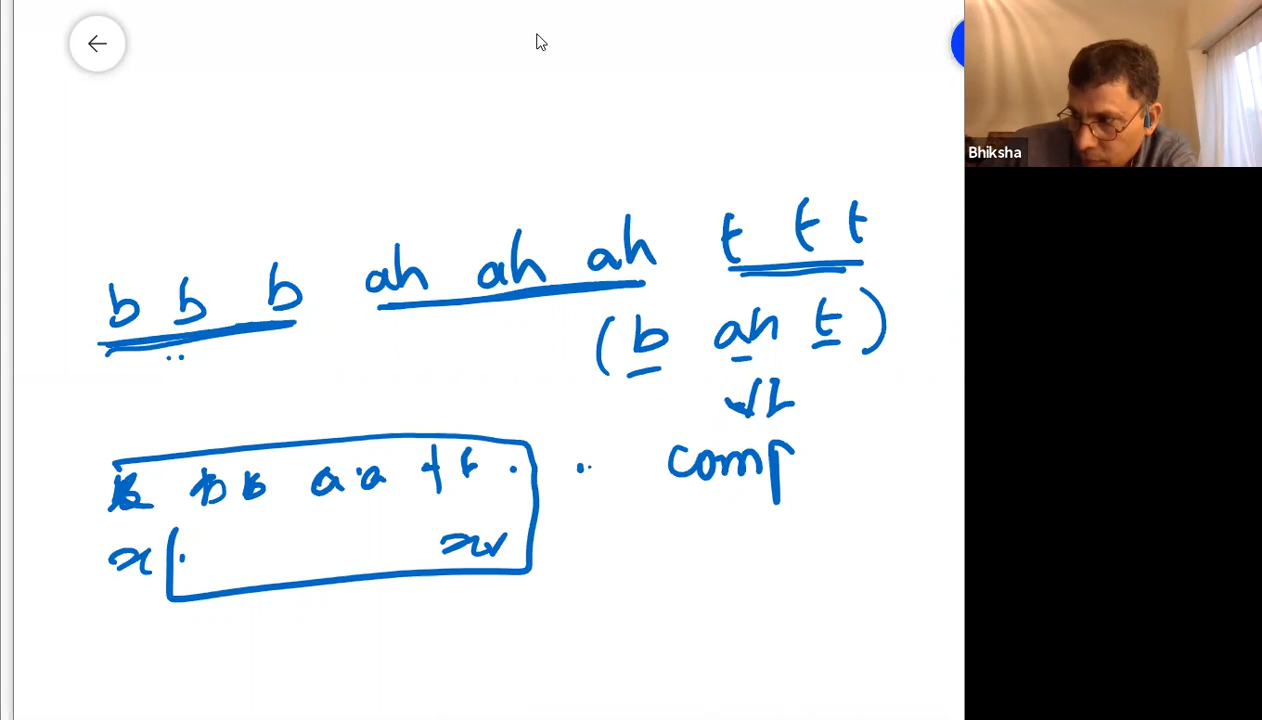 Bhiksha
b b b ah ah ah t t t
(b ah t)
b b a a t t
comp
x